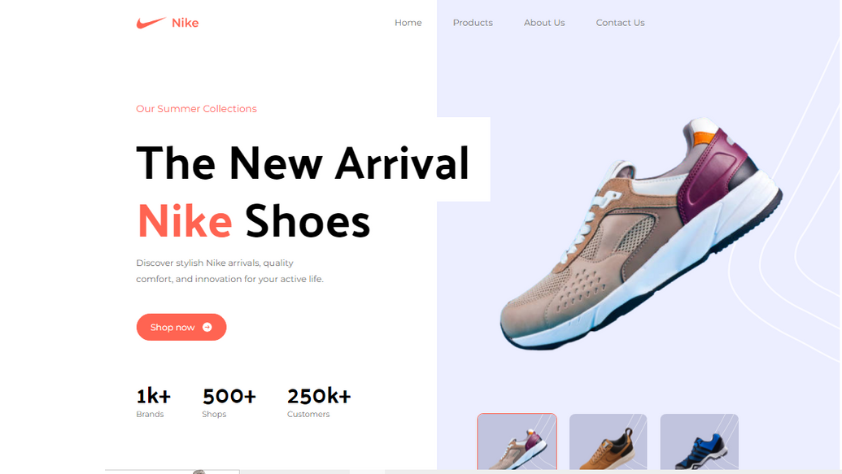 Nike
Home
Products
About Us
Contact Us
Our Summer Collections
The New Arrival
Nike Shoes
Discover stylish Nike arrivals, quality
comfort, and innovation for your active life.
Shop now
1k+
500+
250k+
Brands
Shops
Customers